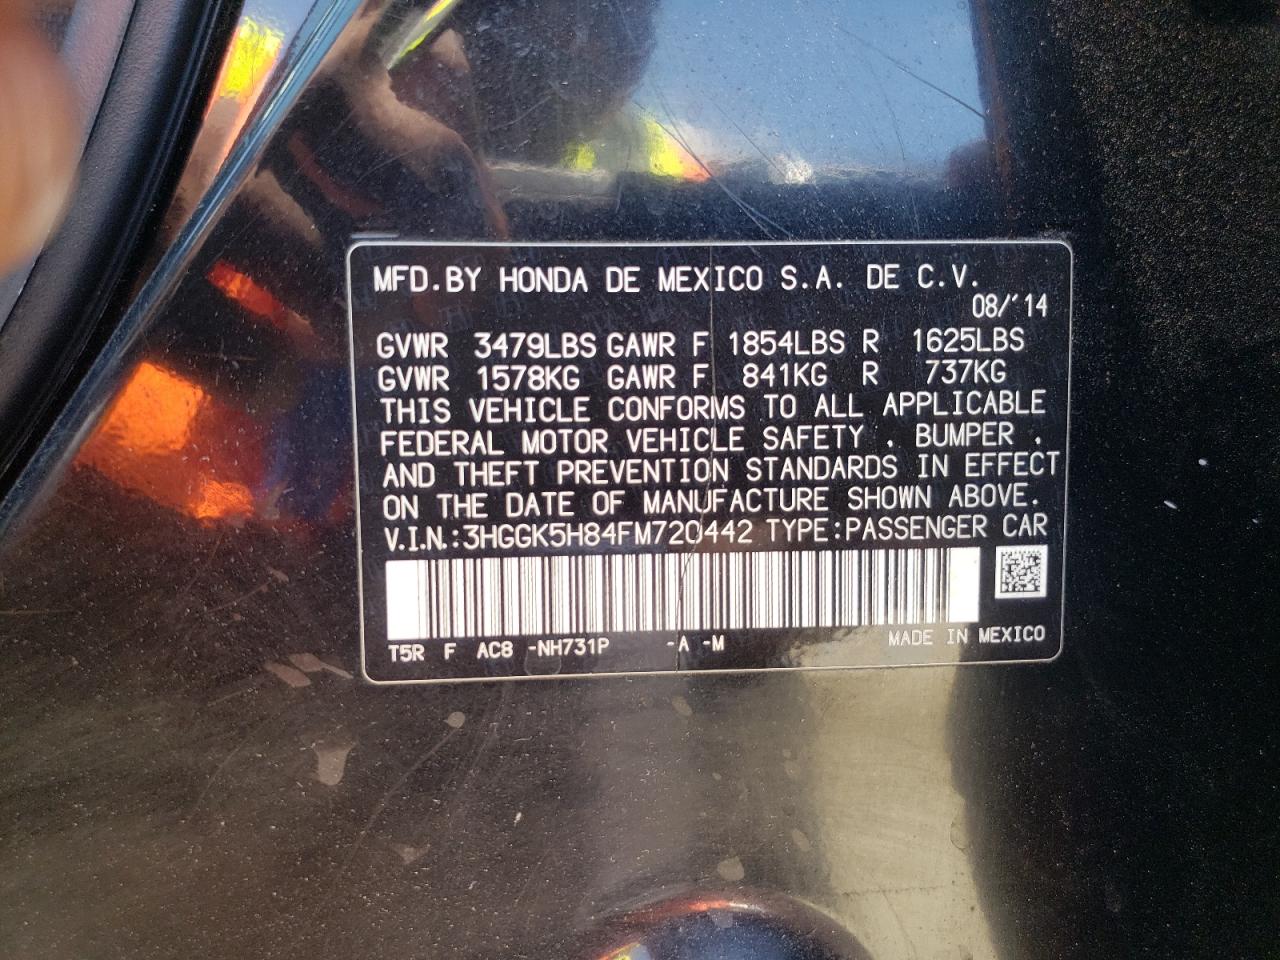 MFD.BY HONDA DE MEXICO S.A. DE C.V.
08/'14
GVWR 3479LBS GAWR F 1854LBS R 1625LBS
GVWR 1578KG GAWR F 841KG R 737KG
THIS VEHICLE CONFORMS TO ALL APPLICABLE
FEDERAL MOTOR VEHICLE SAFETY , BUMPER ,
AND THEFT PREVENTION STANDARDS IN EFFECT
ON THE DATE OF MANUFACTURE SHOWN ABOVE.
V.I.N.:3HGGK5H84FM720442 TYPE:PASSENGER CAR
T5R F AC8 -NH731P -A -M MADE IN MEXICO